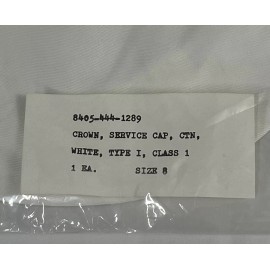 8405-444-1289
CROWN, SERVICE CAP, CTN,
WHITE, TYPE I, CLASS 1
1 EA. SIZE 8